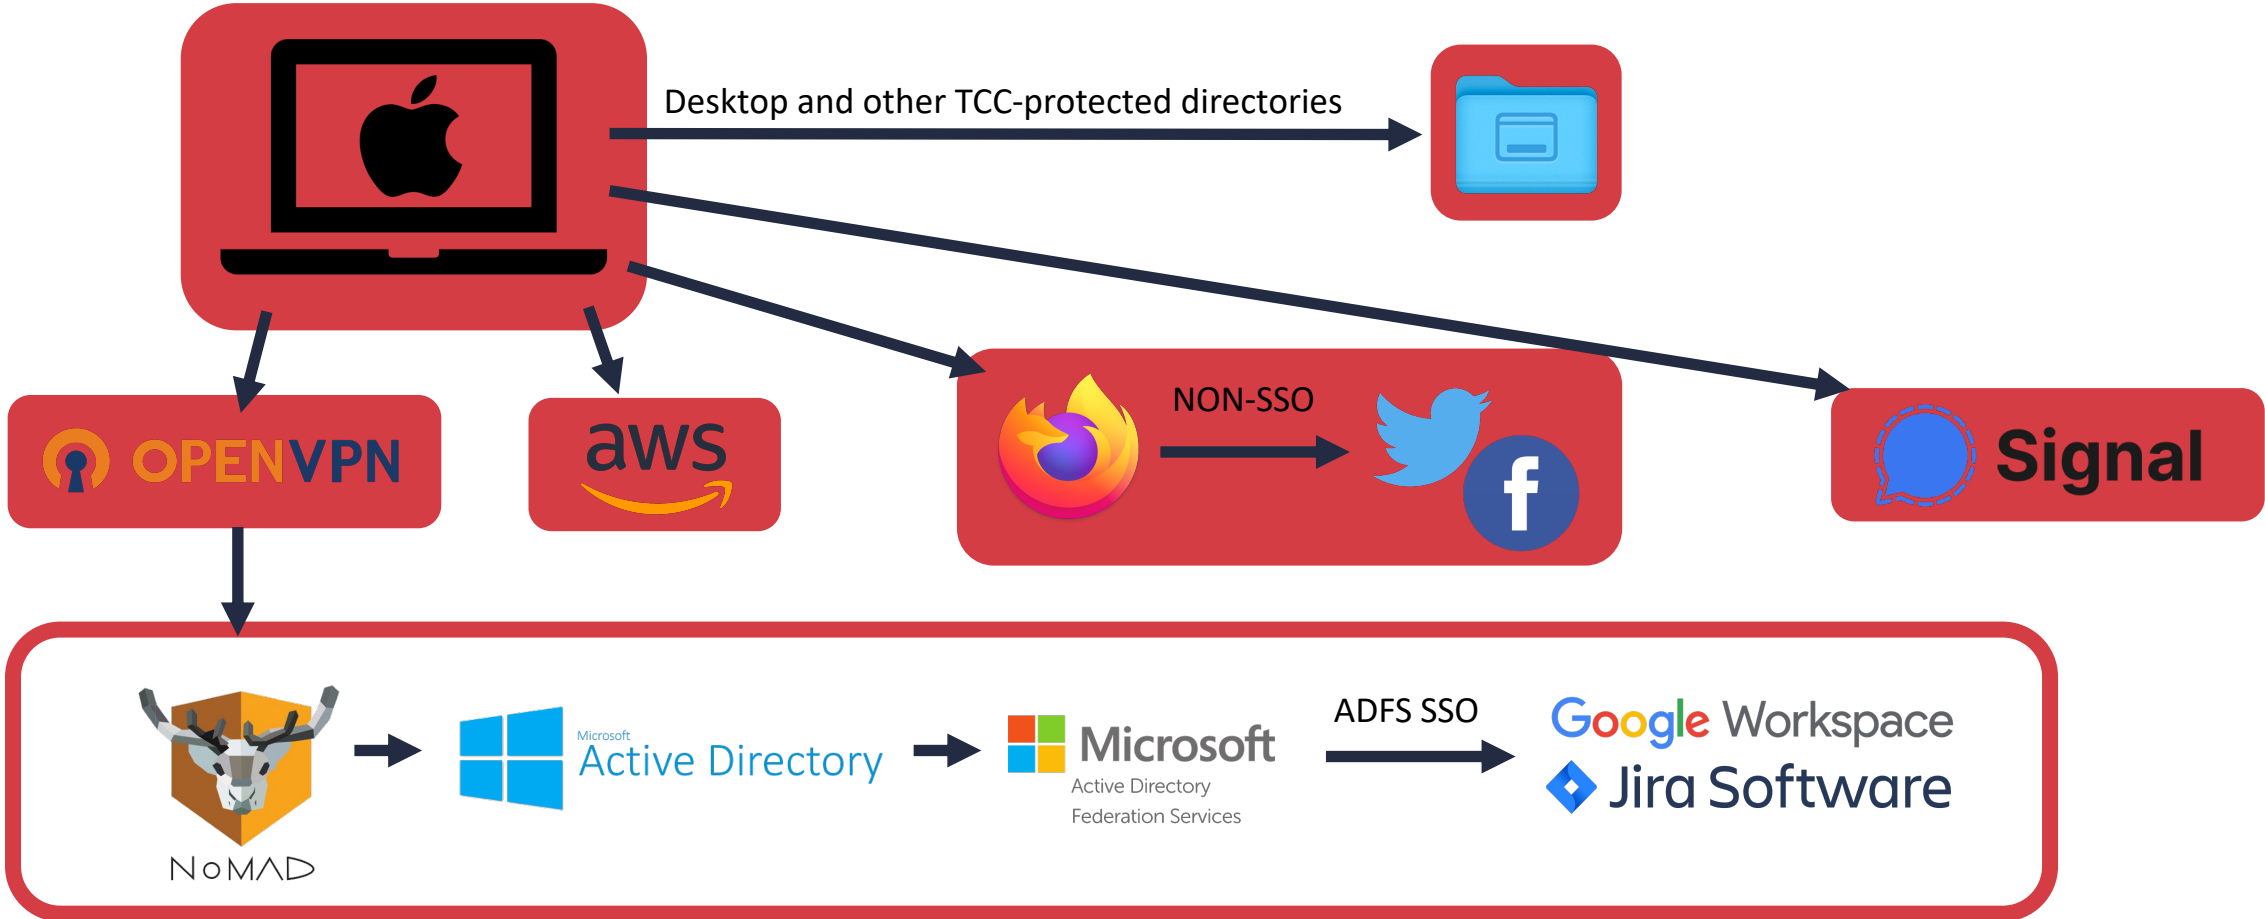 Desktop and other TCC-protected directories
OPENVPN
aws
NON-SSO
f
Signal
NoMAD
Microsoft
Active Directory
Microsoft
Active Directory
Federation Services
ADFS SSO
Google Workspace
Jira Software